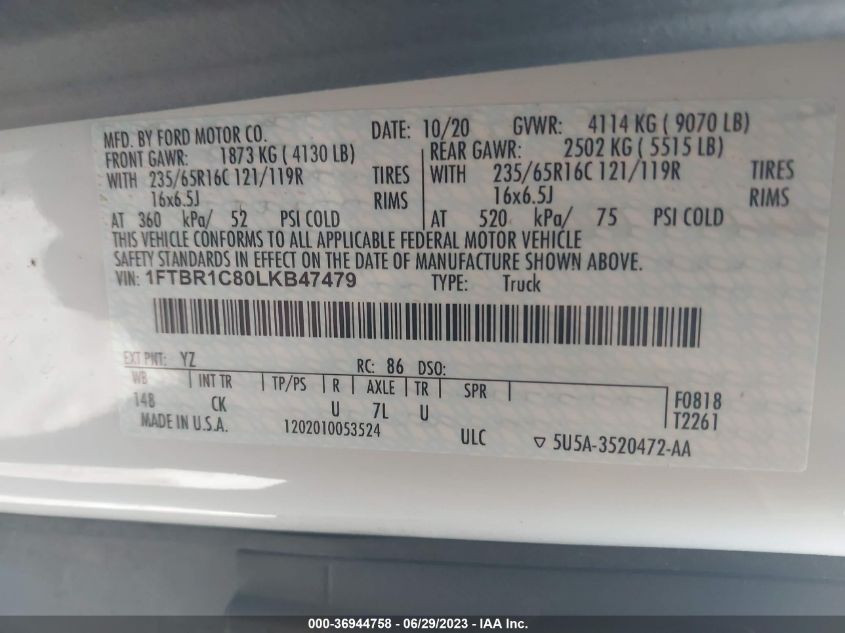 MFD. BY FORD MOTOR CO. DATE: 10/20 GVWR: 4114 KG ( 9070 LB)
FRONT GAWR: 1873 KG ( 4130 LB) REAR GAWR: 2502 KG ( 5515 LB)
WITH 235/65R16C 121/119R TIRES WITH 235/65R16C 121/119R TIRES
16x6.5J RIMS 16x6.5J RIMS
AT 360 kPa/ 52 PSI COLD AT 520 kPa/ 75 PSI COLD
THIS VEHICLE CONFORMS TO ALL APPLICABLE FEDERAL MOTOR VEHICLE
SAFETY STANDARDS IN EFFECT ON THE DATE OF MANUFACTURE SHOWN ABOVE.
VIN: 1FTBR1C80LKB47479 TYPE: Truck
EXT PNT: YZ RC: 86 DSO:
WB INT TR TP/PS R AXLE TR SPR F0818
148 CK U 7L U T2261
MADE IN U.S.A. 1202010053524 ULC ▽ 5U5A-3520472-AA
000-36944758 - 06/29/2023 - IAA Inc.